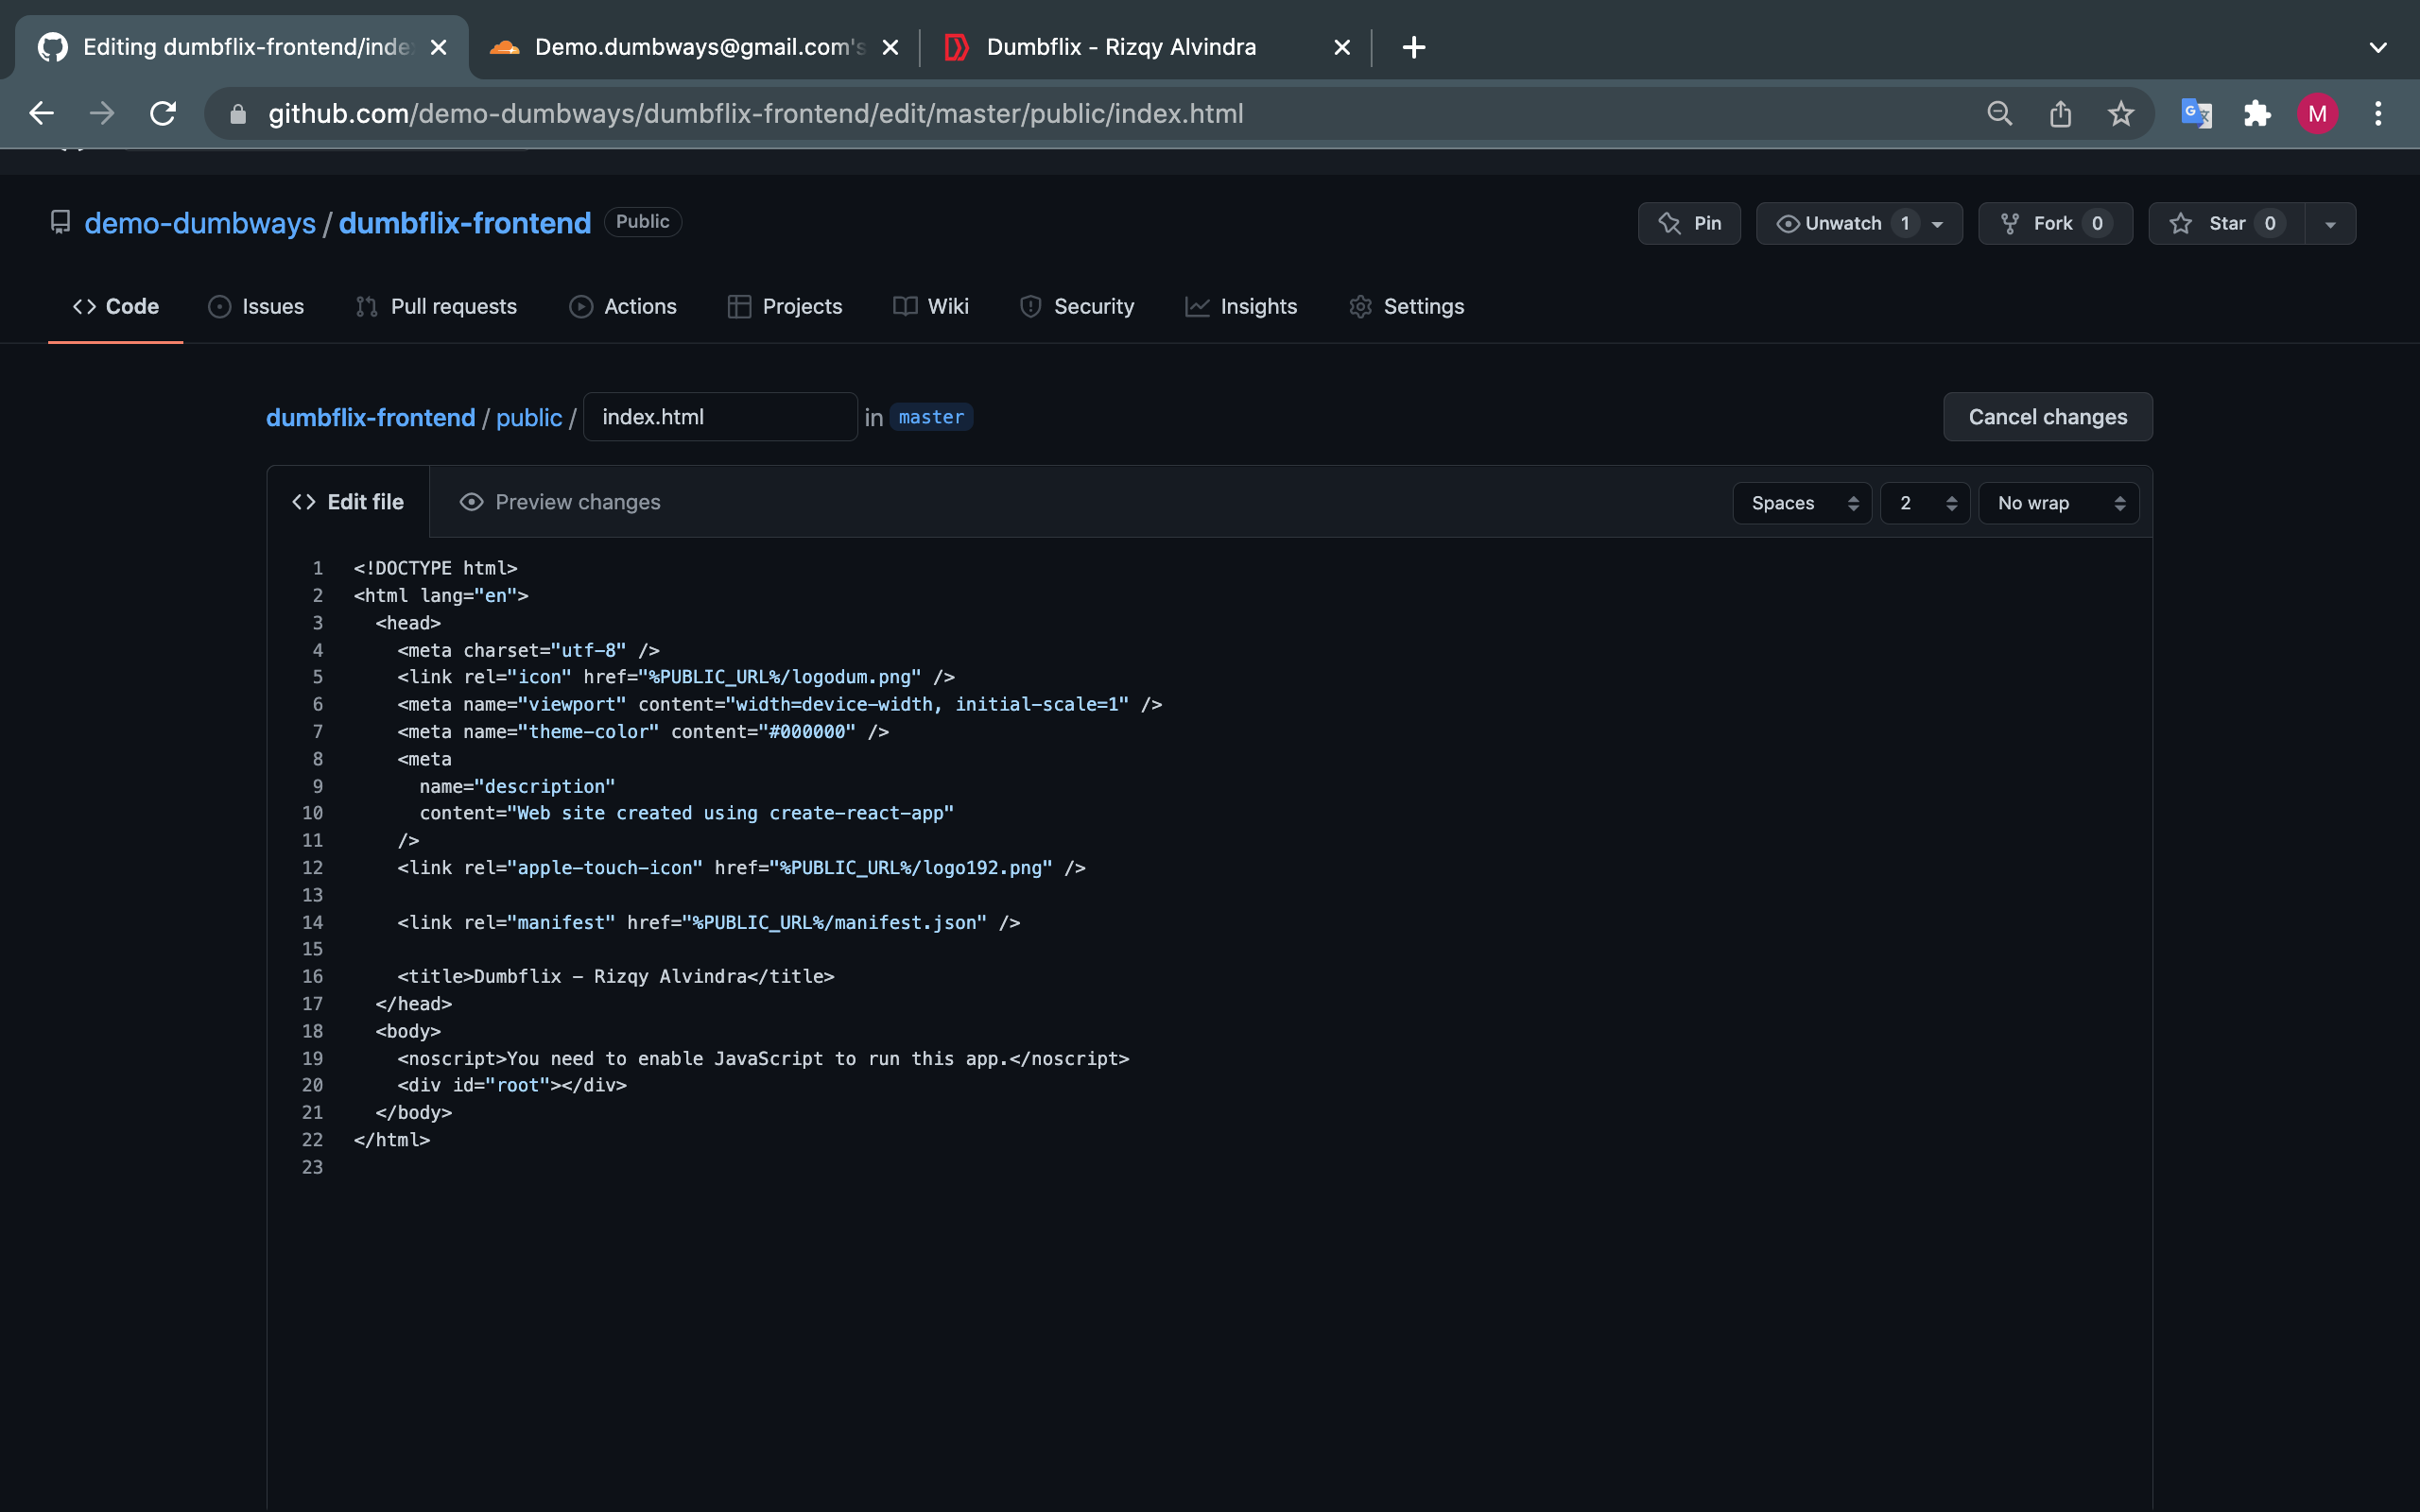 Editing dumbflix-frontend/inde
Demo.dumbways@gmail.com's
Dumbflix - Rizqy Alvindra
github.com/demo-dumbways/dumbflix-frontend/edit/master/public/index.html
M
demo-dumbways / dumbflix-frontend Public
Pin
Unwatch 1
Fork 0
Star 0
Code
Issues
Pull requests
Actions
Projects
Wiki
Security
Insights
Settings
dumbflix-frontend / public / index.html in master
Cancel changes
Edit file
Preview changes
Spaces
2
No wrap
1 <!DOCTYPE html>
2 <html lang="en">
3   <head>
4     <meta charset="utf-8" />
5     <link rel="icon" href="%PUBLIC_URL%/logodum.png" />
6     <meta name="viewport" content="width=device-width, initial-scale=1" />
7     <meta name="theme-color" content="#000000" />
8     <meta
9       name="description"
10       content="Web site created using create-react-app"
11     />
12     <link rel="apple-touch-icon" href="%PUBLIC_URL%/logo192.png" />
13
14     <link rel="manifest" href="%PUBLIC_URL%/manifest.json" />
15
16     <title>Dumbflix - Rizqy Alvindra</title>
17   </head>
18   <body>
19     <noscript>You need to enable JavaScript to run this app.</noscript>
20     <div id="root"></div>
21   </body>
22 </html>
23